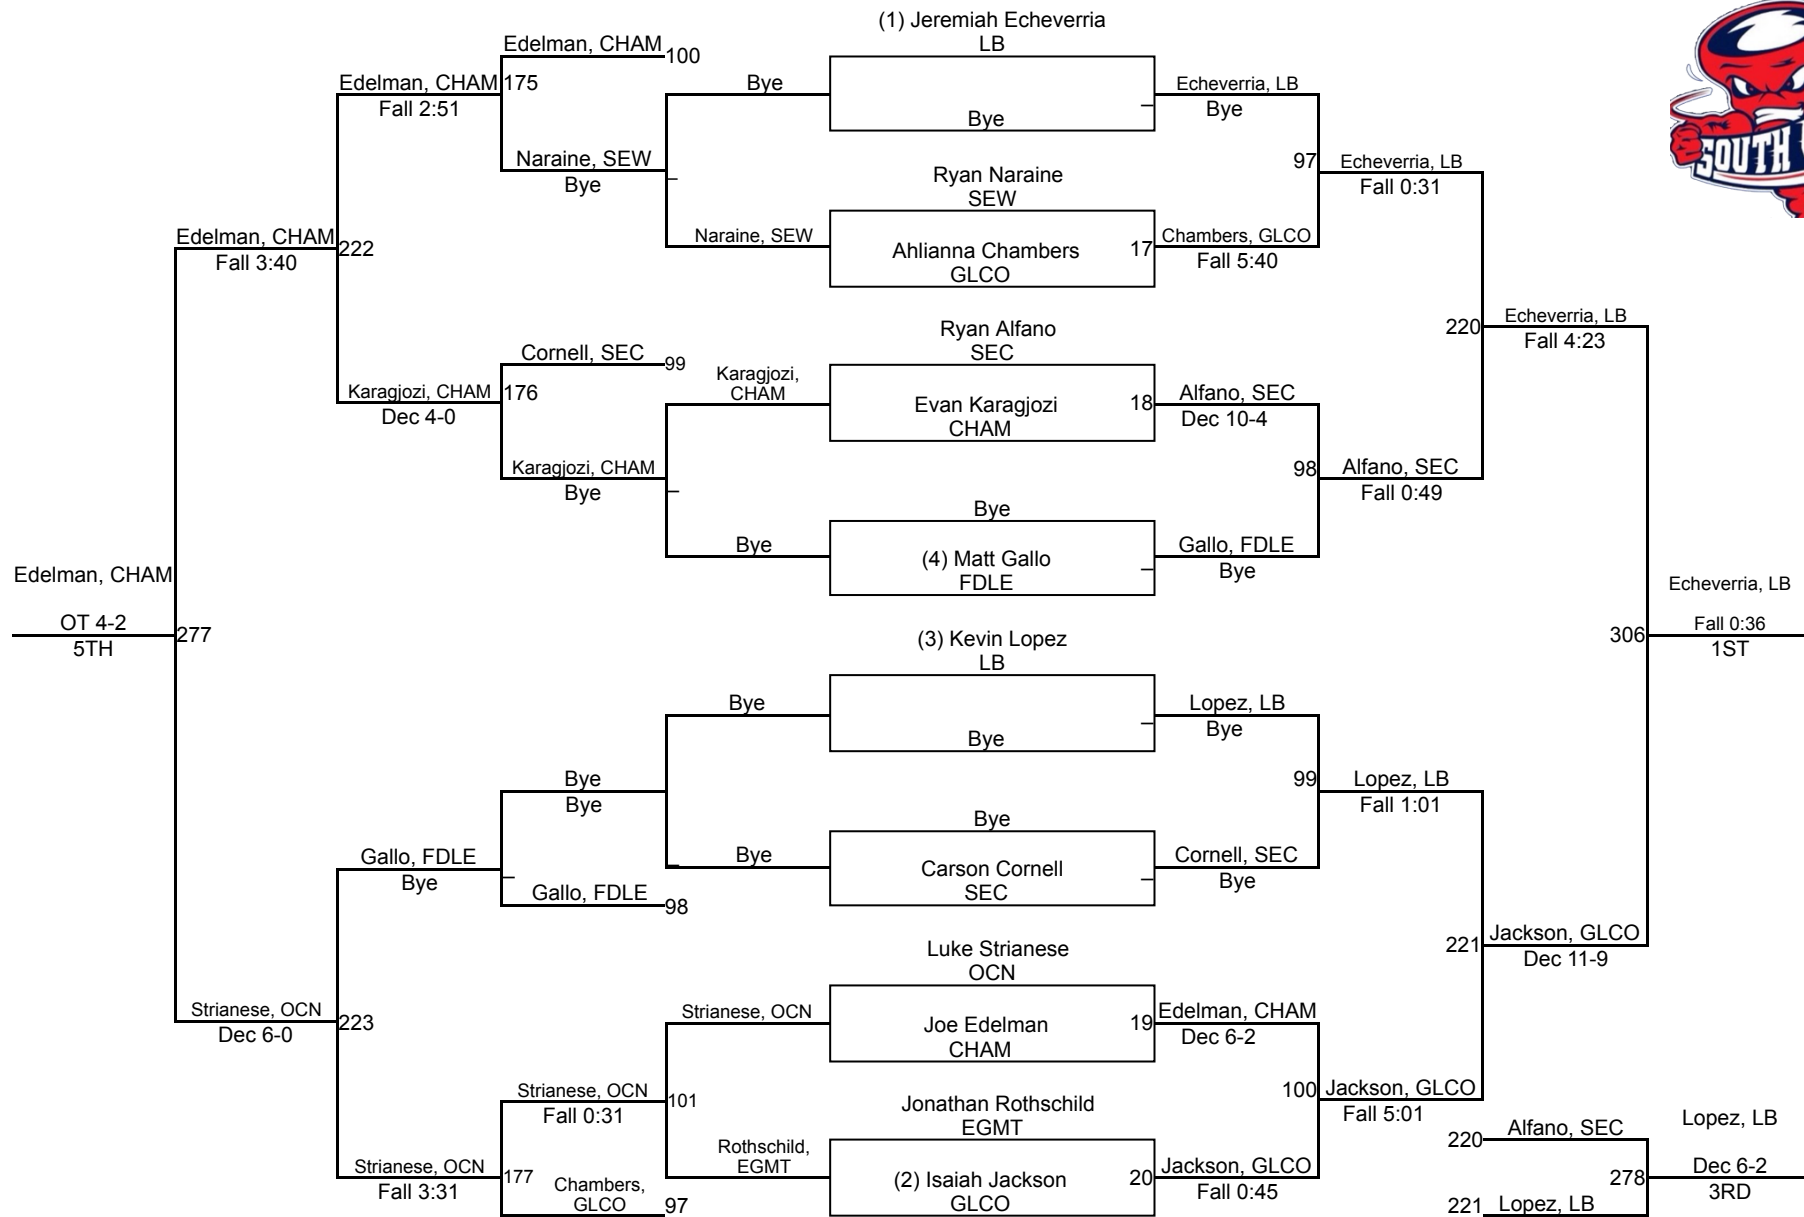 (1) Jeremiah Echeverria
LB
Edelman, CHAM
100
Edelman, CHAM
175
Bye
Echeverria, LB
Fall 2:51
Bye
Bye
Naraine, SEW
97
Echeverria, LB
Bye
Ryan Naraine
Fall 0:31
SEW
Edelman, CHAM
Naraine, SEW
Chambers, GLCO
222
Ahlianna Chambers
17
Fall 3:40
Fall 5:40
GLCO
Ryan Alfano
220
Echeverria, LB
SEC
Fall 4:23
Cornell, SEC
99
Karagjozi,
CHAM
Karagjozi, CHAM
176
Alfano, SEC
Evan Karagjozi
18
Dec 4-0
Dec 10-4
CHAM
Karagjozi, CHAM
98
Alfano, SEC
Bye
Fall 0:49
Bye
Bye
Gallo, FDLE
(4) Matt Gallo
Bye
FDLE
Edelman, CHAM
Echeverria, LB
OT 4-2
Fall 0:36
277
306
5TH
1ST
(3) Kevin Lopez
LB
Bye
Lopez, LB
Bye
Bye
Bye
99
Lopez, LB
Bye
Fall 1:01
Bye
Gallo, FDLE
Bye
Cornell, SEC
Carson Cornell
Bye
Bye
SEC
Gallo, FDLE
98
Luke Strianese
221
Jackson, GLCO
OCN
Dec 11-9
Strianese, OCN
Strianese, OCN
Edelman, CHAM
223
Joe Edelman
19
Dec 6-0
Dec 6-2
CHAM
Strianese, OCN
101
Jonathan Rothschild
100
Jackson, GLCO
Fall 0:31
EGMT
Fall 5:01
Lopez, LB
Alfano, SEC
220
Rothschild,
EGMT
Strianese, OCN
177
Jackson, GLCO
Dec 6-2
(2) Isaiah Jackson
20
278
Fall 3:31
Chambers,
GLCO
97
GLCO
Fall 0:45
3RD
221
Lopez, LB
THE
SOUTH